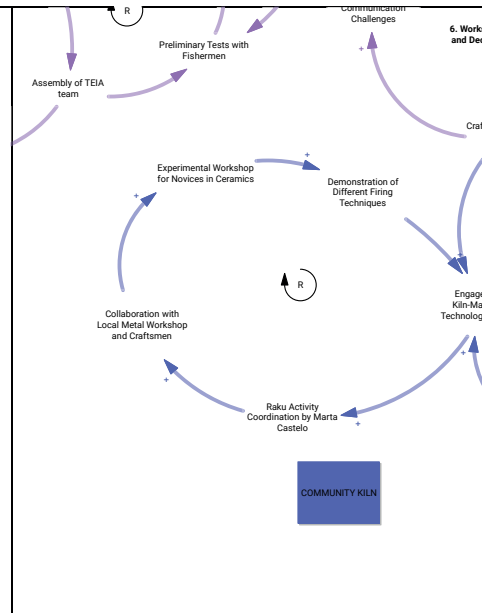 R
Communication
Challenges
6. Works
and Dec
Preliminary Tests with
Fishermen
Assembly of TEIA
team
Craf
+
+
Experimental Workshop
for Novices in Ceramics
Demonstration of
Different Firing
Techniques
+
+
R
Engage
Kiln-Ma
Technolog
Collaboration with
Local Metal Workshop
and Craftsmen
+
+
Raku Activity
Coordination by Marta
Castelo
+
COMMUNITY KILN